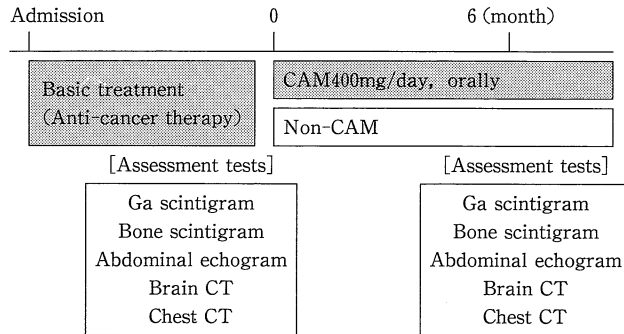 Admission 0 6 (month)
Basic treatment
(Anti-cancer therapy)
CAM400mg/day, orally
Non-CAM
[Assessment tests] [Assessment tests]
Ga scintigram
Bone scintigram
Abdominal echogram
Brain CT
Chest CT
Ga scintigram
Bone scintigram
Abdominal echogram
Brain CT
Chest CT